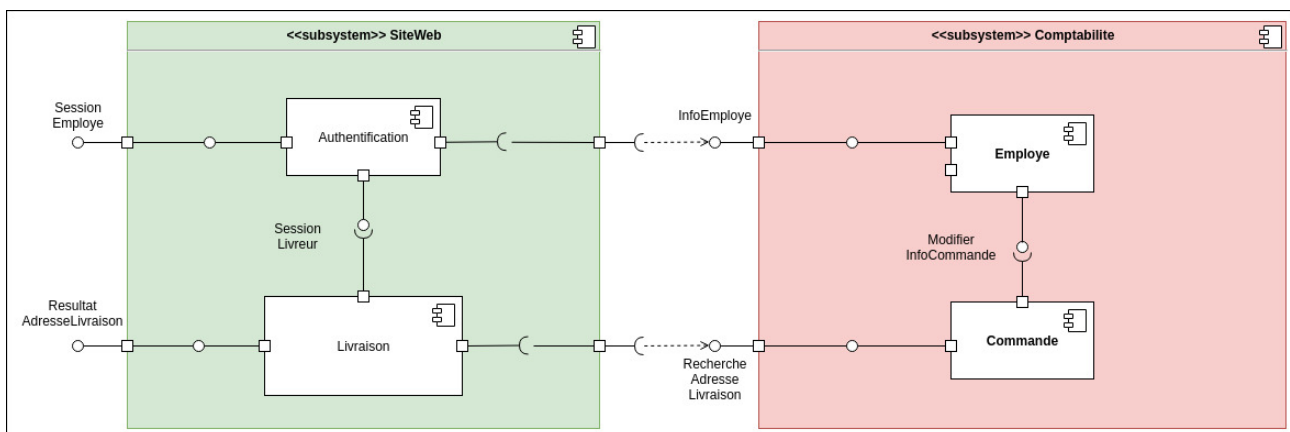 <<subsystem>> SiteWeb
<<subsystem>> Comptabilite
Session
Employe
Authentification
InfoEmploye
Employe
Session
Livreur
Modifier
InfoCommande
Resultat
AdresseLivraison
Livraison
Recherche
Adresse
Livraison
Commande